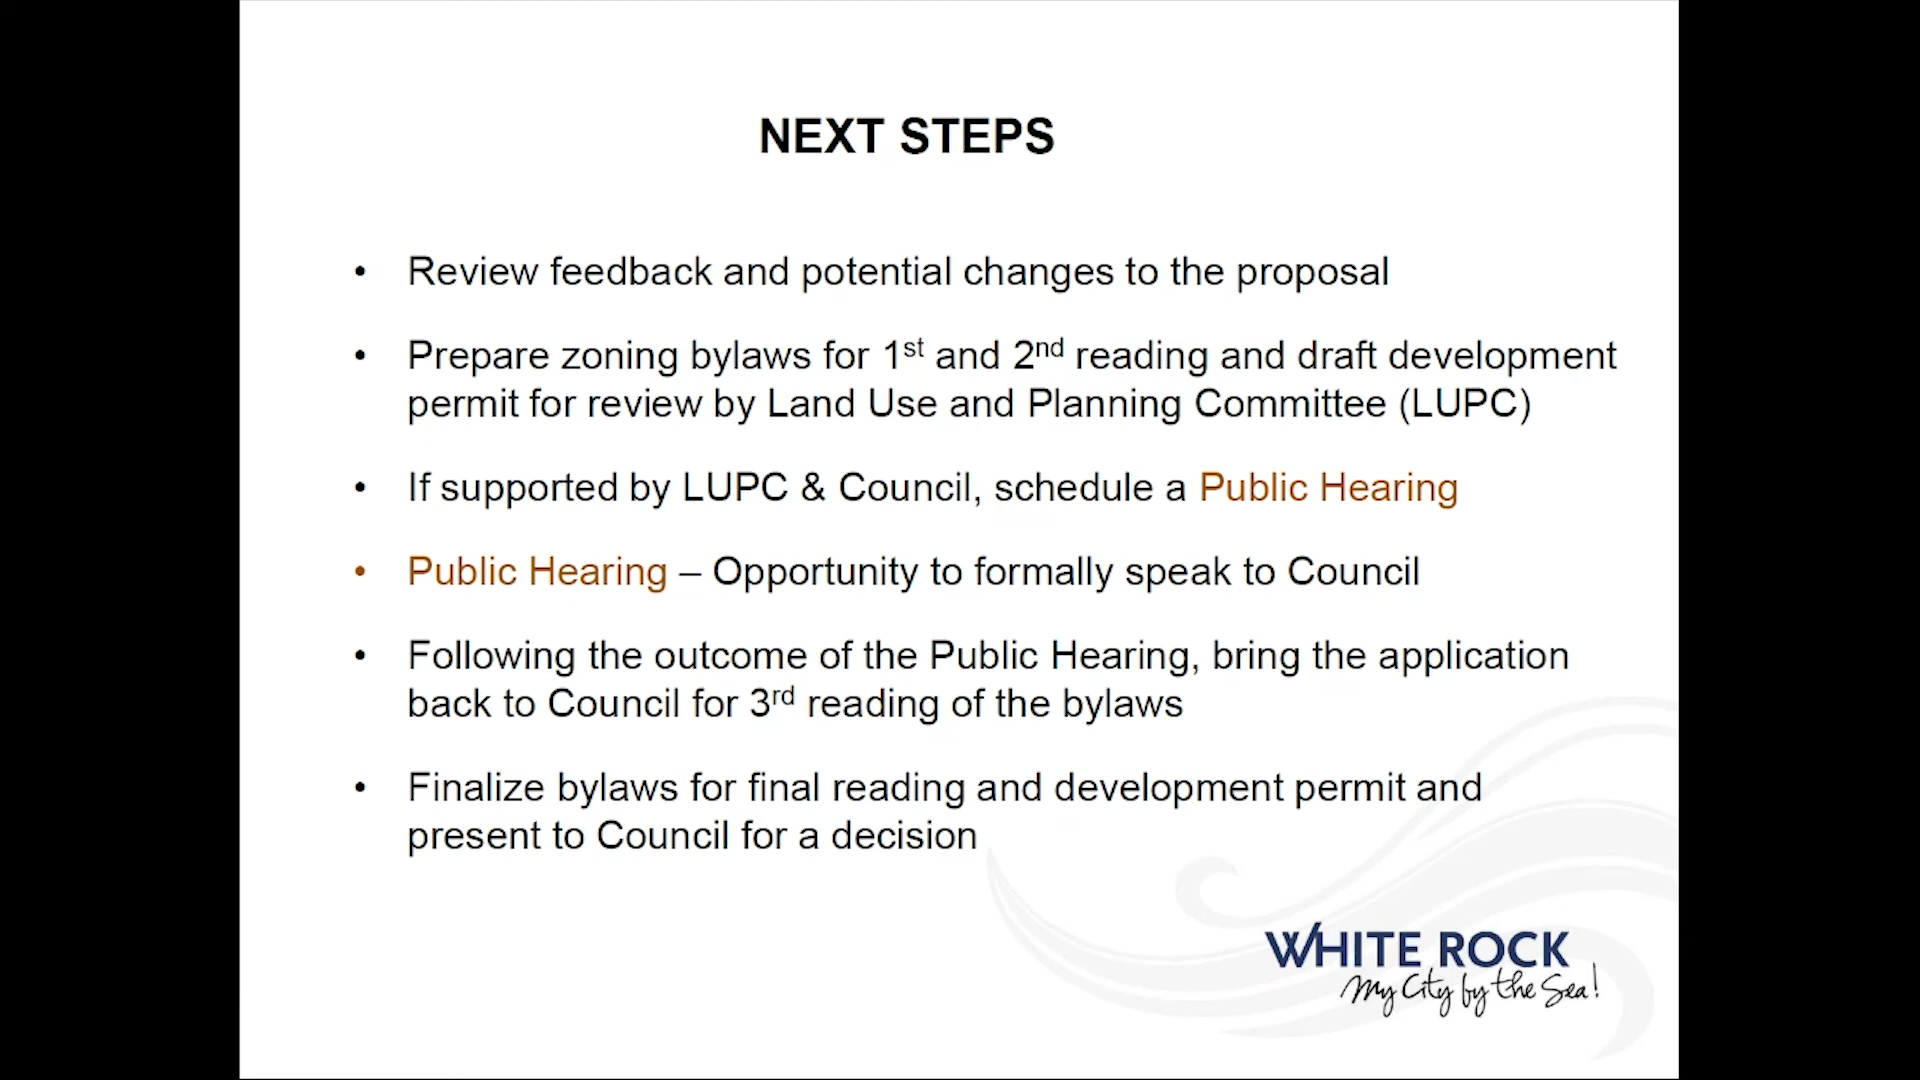 NEXT STEPS
• Review feedback and potential changes to the proposal
• Prepare zoning bylaws for 1st and 2nd reading and draft development
permit for review by Land Use and Planning Committee (LUPC)
• If supported by LUPC & Council, schedule a Public Hearing
• Public Hearing – Opportunity to formally speak to Council
• Following the outcome of the Public Hearing, bring the application
back to Council for 3rd reading of the bylaws
• Finalize bylaws for final reading and development permit and
present to Council for a decision
WHITE ROCK
My City by the Sea!